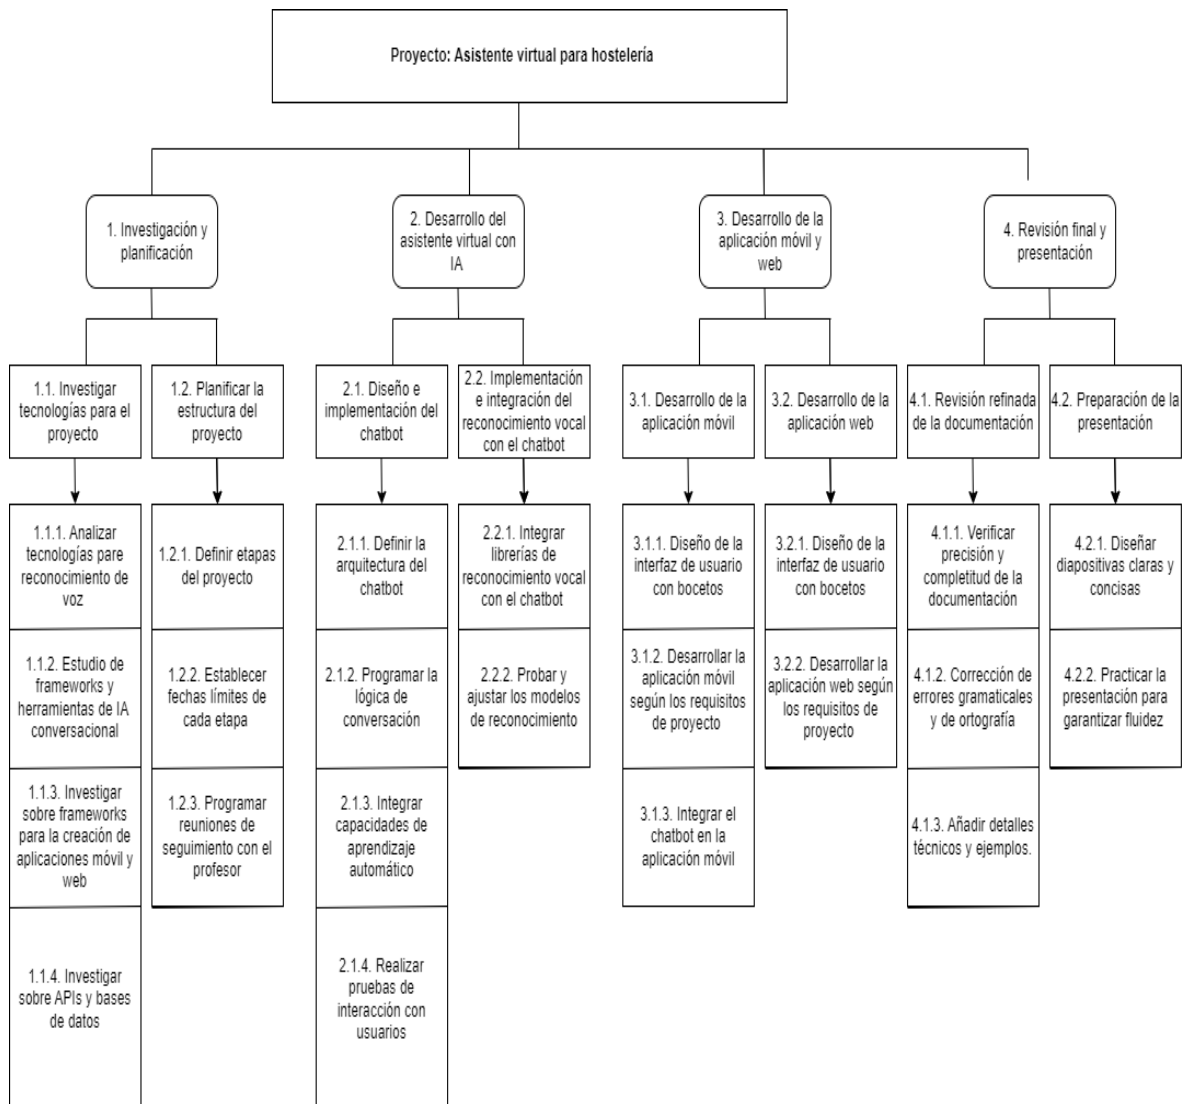 Proyecto: Asistente virtual para hostelería
1. Investigación y
planificación
2. Desarrollo del
asistente virtual con
IA
3. Desarrollo de la
aplicación móvil y
web
4. Revisión final y
presentación
1.1. Investigar
tecnologías para el
proyecto
1.2. Planificar la
estructura del
proyecto
2.1. Diseño e
implementación del
chatbot
2.2. Implementación
e integración del
reconocimiento vocal
con el chatbot
3.1. Desarrollo de la
aplicación móvil
3.2. Desarrollo de la
aplicación web
4.1. Revisión refinada
de la documentación
4.2. Preparación de la
presentación
1.1.1. Analizar
tecnologías pare
reconocimiento de
voz
1.2.1. Definir etapas
del proyecto
2.1.1. Definir la
arquitectura del
chatbot
2.2.1. Integrar
librerías de
reconocimiento vocal
con el chatbot
3.1.1. Diseño de la
interfaz de usuario
con bocetos
3.2.1. Diseño de la
interfaz de usuario
con bocetos
4.1.1. Verificar
precisión y
completitud de la
documentación
4.2.1. Diseñar
diapositivas claras y
concisas
1.1.2. Estudio de
frameworks y
herramientas de IA
conversacional
1.2.2. Establecer
fechas límites de
cada etapa
2.1.2. Programar la
lógica de
conversación
2.2.2. Probar y
ajustar los modelos
de reconocimiento
3.1.2. Desarrollar la
aplicación móvil
según los requisitos
de proyecto
3.2.2. Desarrollar la
aplicación web según
los requisitos de
proyecto
4.1.2. Corrección de
errores gramaticales
y de ortografía
4.2.2. Practicar la
presentación para
garantizar fluidez
1.1.3. Investigar
sobre frameworks
para la creación de
aplicaciones móvil y
web
1.2.3. Programar
reuniones de
seguimiento con el
profesor
2.1.3. Integrar
capacidades de
aprendizaje
automático
3.1.3. Integrar el
chatbot en la
aplicación móvil
4.1.3. Añadir detalles
técnicos y ejemplos.
1.1.4. Investigar
sobre APIs y bases
de datos
2.1.4. Realizar
pruebas de
interacción con
usuarios